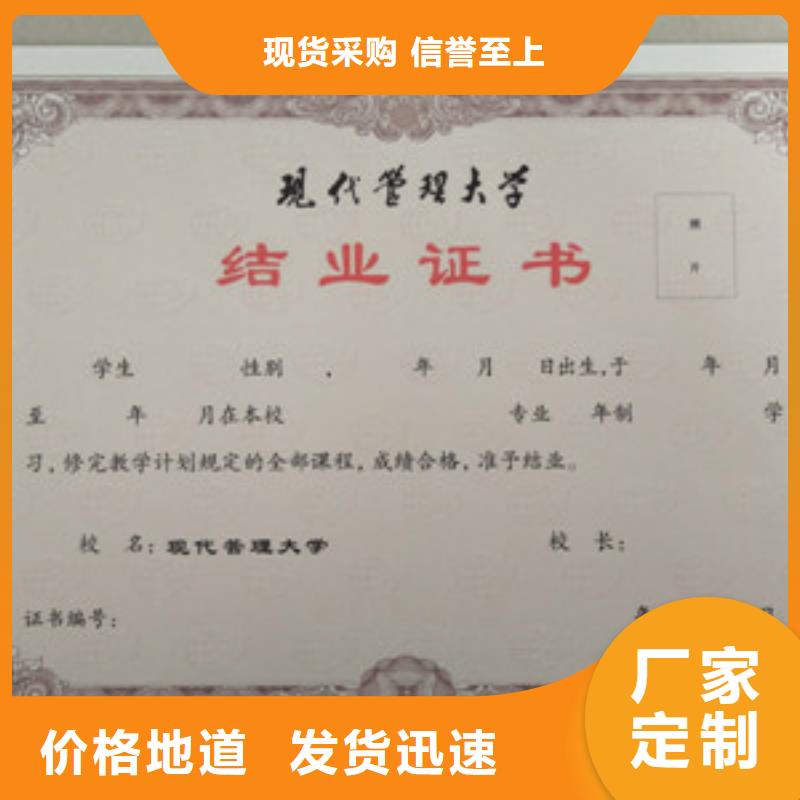 现货采购 信誉至上
现代管理大学
结业证书
照
片
学生 性别 , 年 月 日出生,于 年 月
至 年 月在本校 专业 年制 学
习,修完教学计划规定的全部课程,成绩合格,准予结业。
校 名:现代管理大学 校 长:
证书编号:
厂家
定制
价格地道 发货迅速